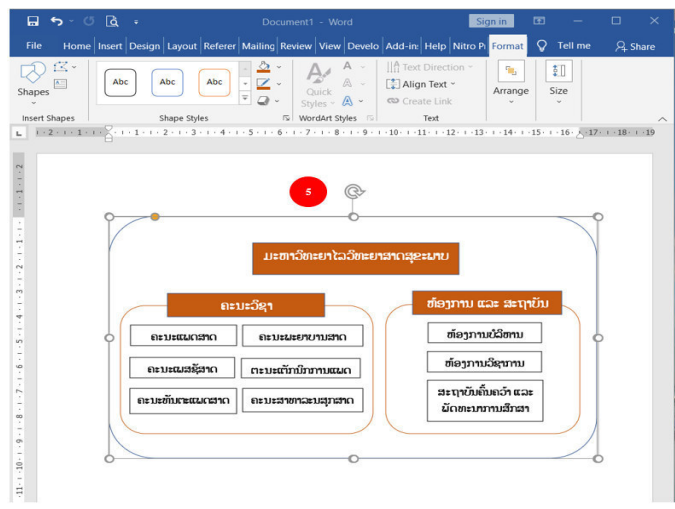 Document1 - Word
Sign in
File Home Insert Design Layout Referer Mailing Review View Develo Add-in: Help Nitro P Format Tell me Share
Shapes
Abc Abc Abc
Quick Styles
Text Direction
Align Text
Create Link
Arrange
Size
Insert Shapes
Shape Styles
WordArt Styles
Text
5
ມະຫາວິທະຍາໄລວິທະຍາສາດສຸຂະພາບ
ຄະນະວິຊາ
ຫ້ອງການ ແລະ ສະຖາບັນ
ຄະນະແພດສາດ
ຄະນະພະຍາບານສາດ
ຫ້ອງການບໍລິຫານ
ຄະນະເພສັຊສາດ
ຄະນະເຕັກນິກການແພດ
ຫ້ອງການວິຊາການ
ຄະນະທັນຕະແພດສາດ
ຄະນະສາທາລະນສຸກສາດ
ສະຖາບັນຄົ້ນຄວ້າ ແລະ
ພັດທະນາການສຶກສາ